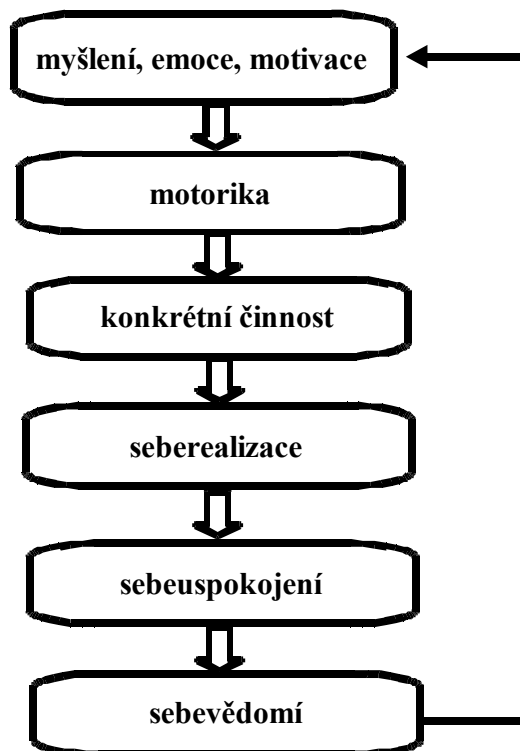 myšlení, emoce, motivace
motorika
konkrétní činnost
seberealizace
sebeuspokojení
sebevědomí